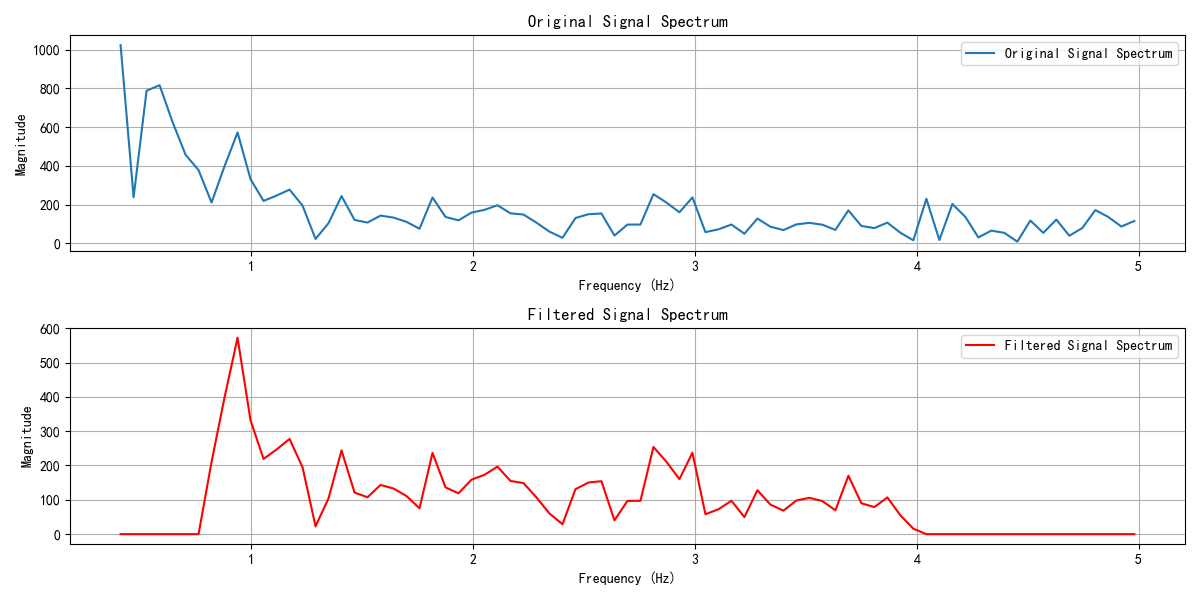 Original Signal Spectrum
Original Signal Spectrum
Magnitude
1000
800
600
400
200
0
1 2 3 4 5
Frequency (Hz)
Filtered Signal Spectrum
Filtered Signal Spectrum
Magnitude
600
500
400
300
200
100
0
1 2 3 4 5
Frequency (Hz)